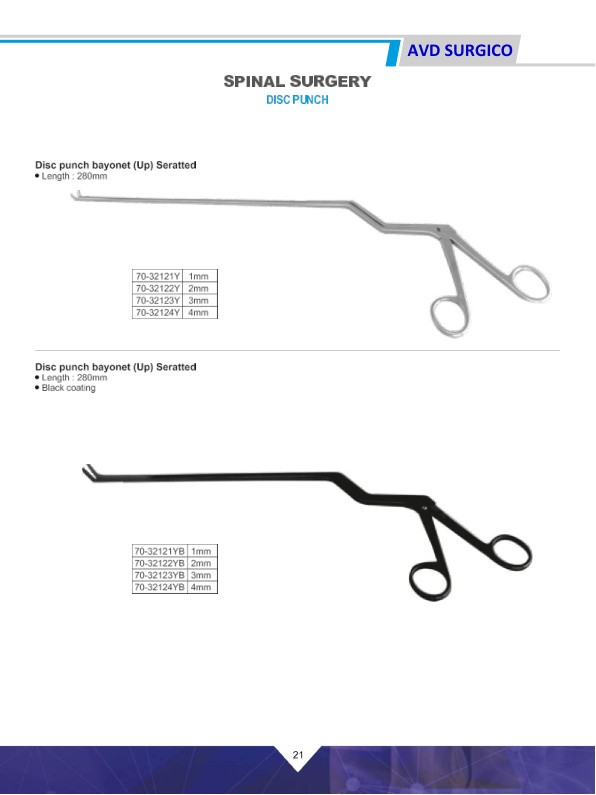 AVD SURGICO
SPINAL SURGERY
DISC PUNCH
Disc punch bayonet (Up) Seratted
• Length : 280mm
70-32121Y 1mm
70-32122Y 2mm
70-32123Y 3mm
70-32124Y 4mm
Disc punch bayonet (Up) Seratted
• Length : 280mm
• Black coating
70-32121YB 1mm
70-32122YB 2mm
70-32123YB 3mm
70-32124YB 4mm
21